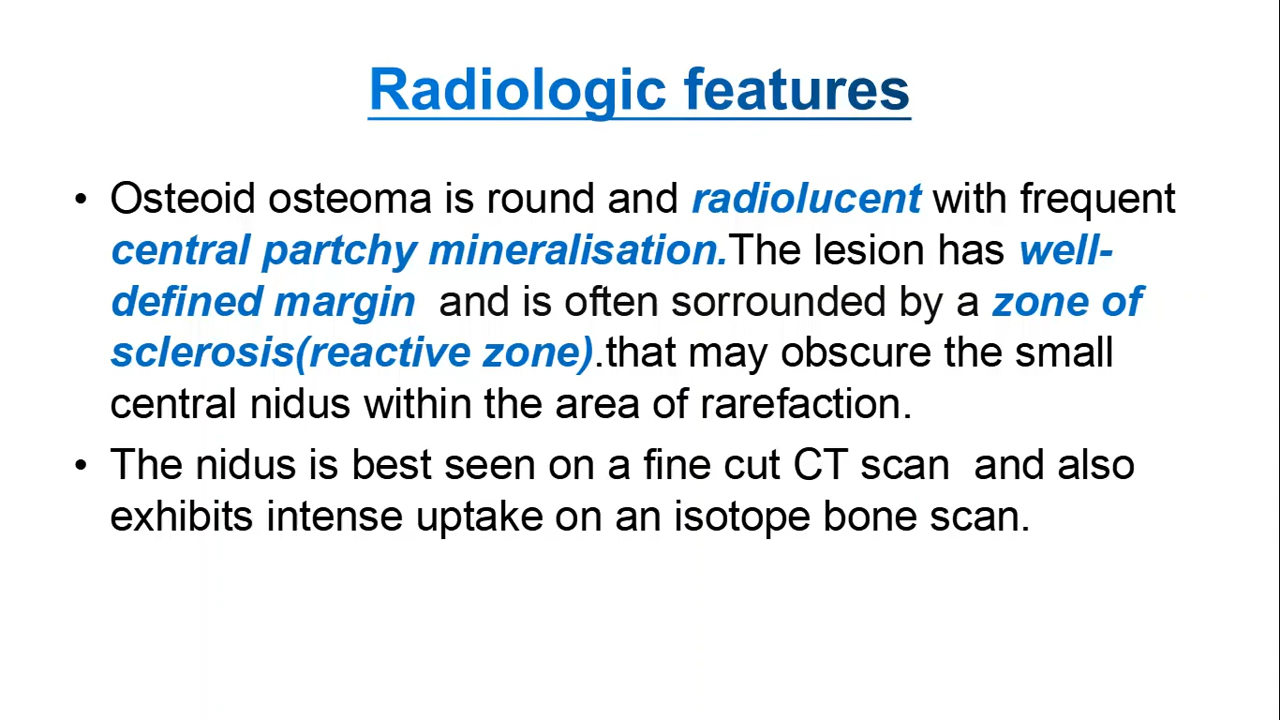 Radiologic features
• Osteoid osteoma is round and radiolucent with frequent
central partchy mineralisation.The lesion has well-
defined margin  and is often sorrounded by a zone of
sclerosis(reactive zone).that may obscure the small
central nidus within the area of rarefaction.
• The nidus is best seen on a fine cut CT scan  and also
exhibits intense uptake on an isotope bone scan.